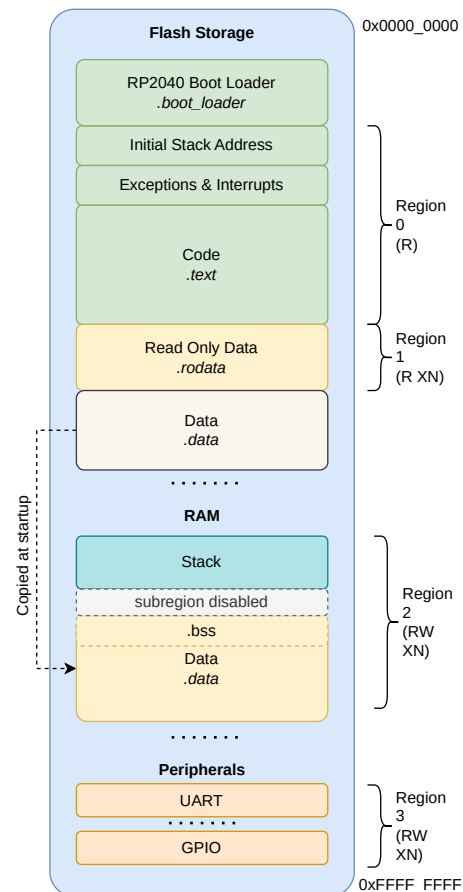 Flash Storage
0x0000_0000
RP2040 Boot Loader
.boot_loader
Initial Stack Address
Exceptions & Interrupts
Code
.text
Region
0
(R)
Read Only Data
.rodata
Region
1
(R XN)
Data
.data
Copied at startup
.......
RAM
Stack
subregion disabled
.bss
Data
.data
Region
2
(RW
XN)
.......
Peripherals
UART
.......
GPIO
Region
3
(RW
XN)
0xFFFF_FFFF